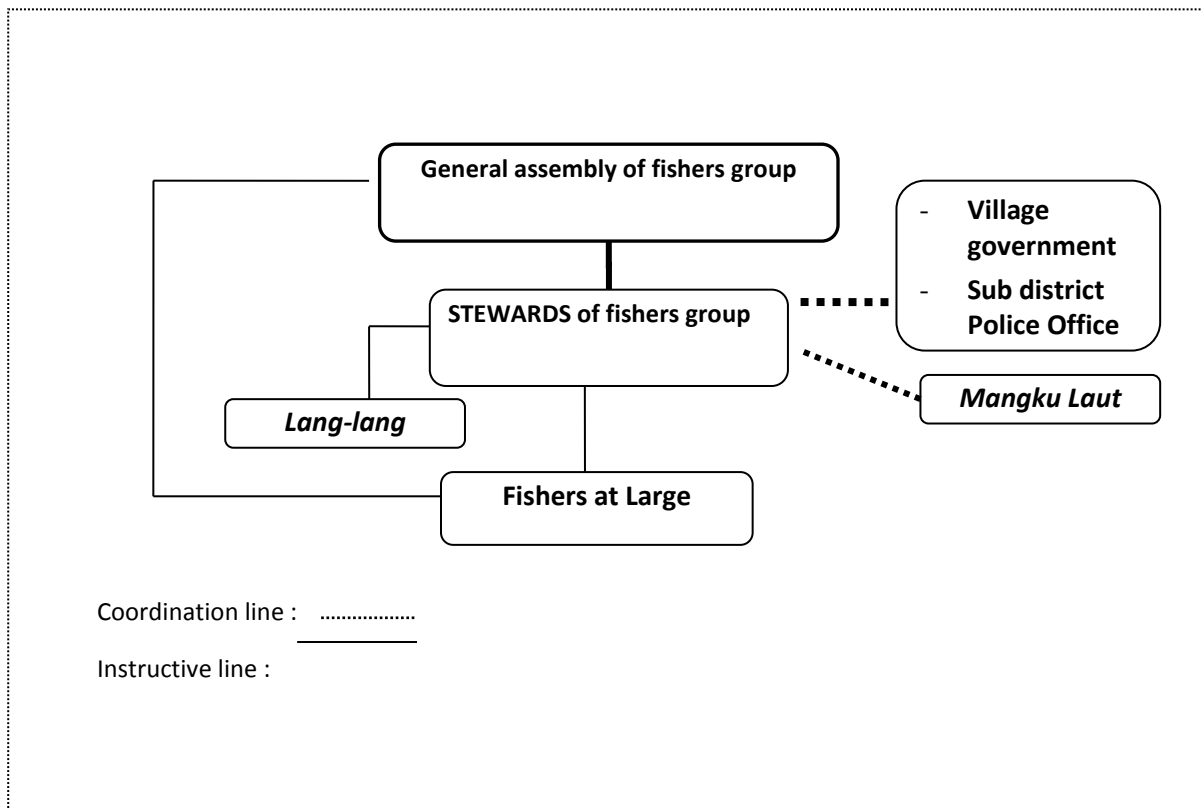 General assembly of fishers group
- Village
government
- Sub district
Police Office
STEWARDS of fishers group
Mangku Laut
Lang-lang
Fishers at Large
Coordination line : ..................
Instructive line :